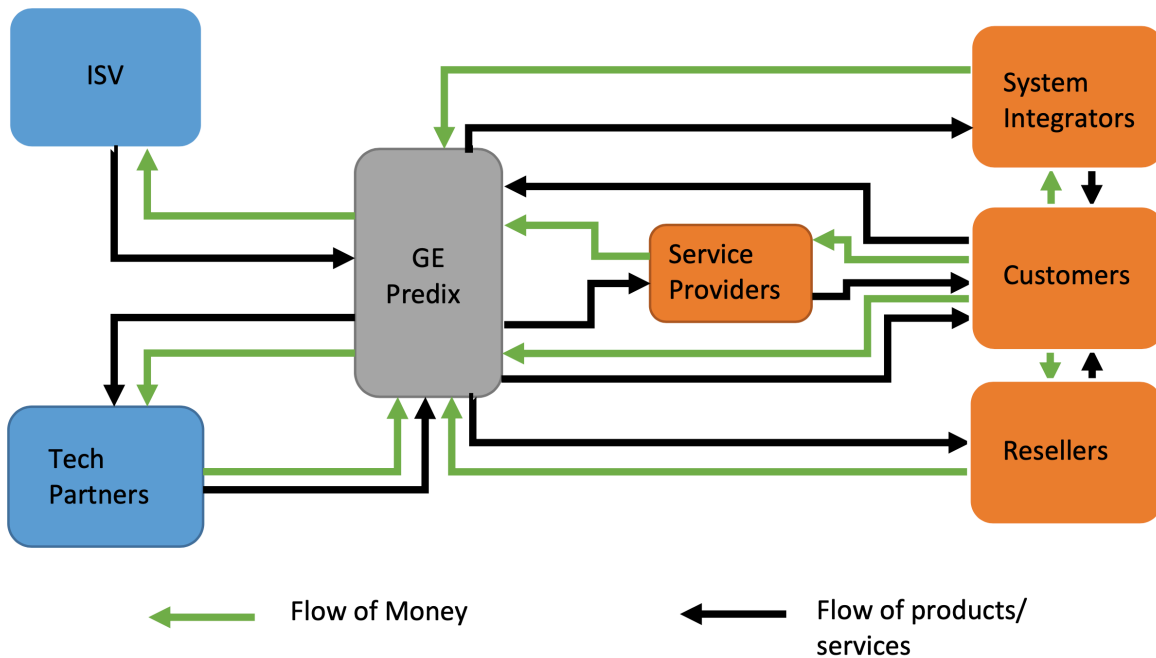 ISV
System
Integrators
GE
Predix
Service
Providers
Customers
Tech
Partners
Resellers
Flow of Money
Flow of products/
services